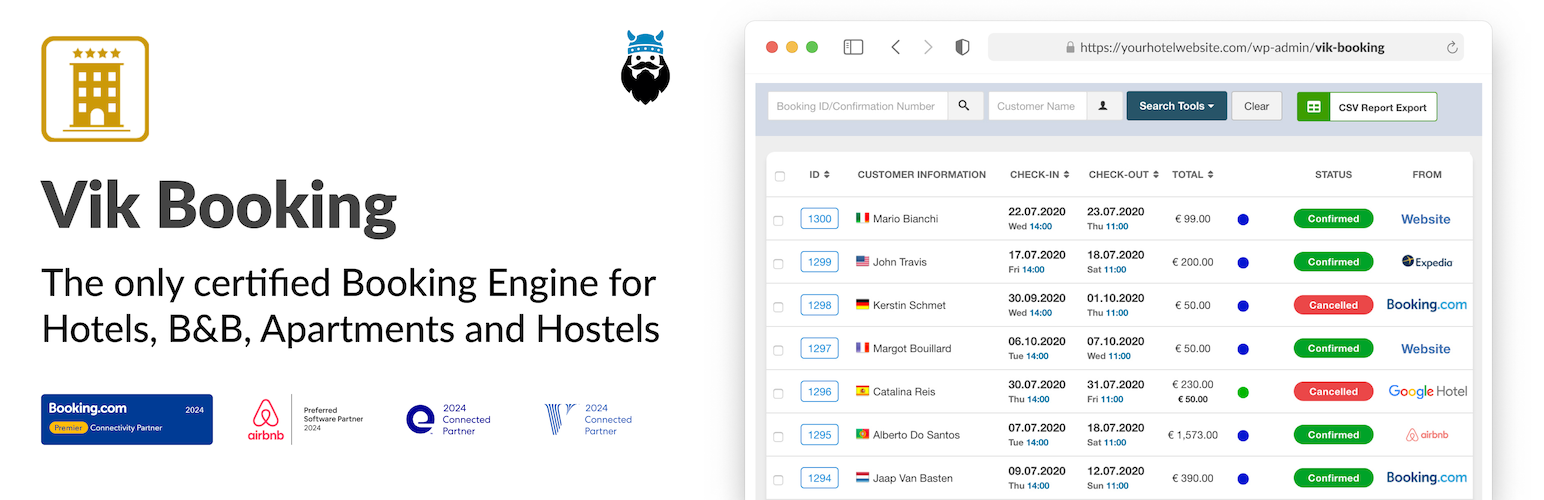 Vik Booking
The only certified Booking Engine for
Hotels, B&B, Apartments and Hostels
Booking.com 2024
Premier Connectivity Partner
airbnb
Preferred
Software Partner
2024
2024
Connected
Partner
2024
Connected
Partner
https://yourhotelwebsite.com/wp-admin/vik-booking
Booking ID/Confirmation Number Customer Name Search Tools Clear CSV Report Export
ID CUSTOMER INFORMATION CHECK-IN CHECK-OUT TOTAL STATUS FROM
1300 Mario Bianchi 22.07.2020 23.07.2020 € 99.00 Confirmed Website
Wed 14:00 Thu 11:00
1299 John Travis 17.07.2020 18.07.2020 € 200.00 Confirmed Expedia
Fri 14:00 Sat 11:00
1298 Kerstin Schmet 30.09.2020 01.10.2020 € 50.00 Cancelled Booking.com
Wed 14:00 Thu 11:00
1297 Margot Bouillard 06.10.2020 07.10.2020 € 50.00 Confirmed Website
Tue 14:00 Wed 11:00
1296 Catalina Reis 30.07.2020 31.07.2020 € 230.00 Cancelled Google Hotel
Thu 14:00 Fri 11:00 € 50.00
1295 Alberto Do Santos 07.07.2020 18.07.2020 € 1,573.00 Confirmed airbnb
Tue 14:00 Sat 11:00
1294 Jaap Van Basten 09.07.2020 12.07.2020 € 390.00 Confirmed Booking.com
Thu 14:00 Sun 11:00